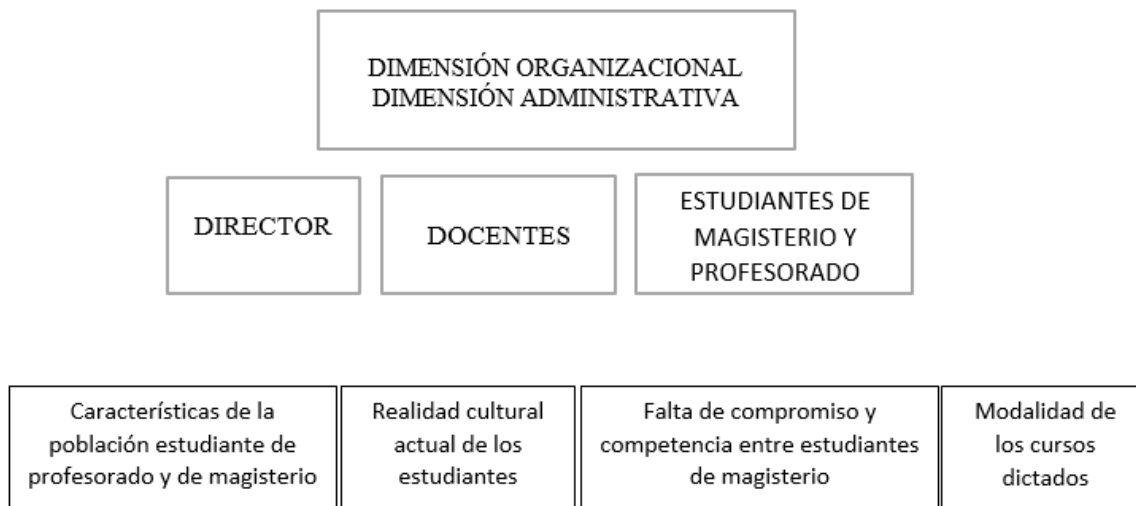 DIMENSIÓN ORGANIZACIONAL
DIMENSIÓN ADMINISTRATIVA
DIRECTOR
DOCENTES
ESTUDIANTES DE
MAGISTERIO Y
PROFESORADO
Características de la
población estudiante de
profesorado y de magisterio
Realidad cultural
actual de los
estudiantes
Falta de compromiso y
competencia entre estudiantes
de magisterio
Modalidad de
los cursos
dictados